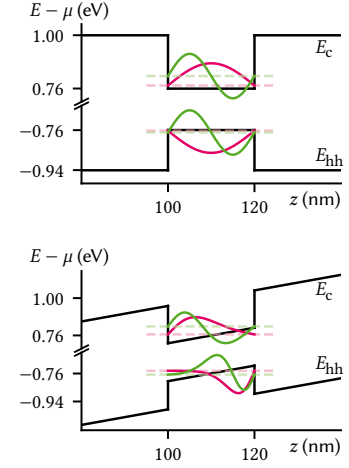 E − μ (eV)
1.00
E_c
0.76
−0.76
−0.94
E_hh
100
120
z (nm)
E − μ (eV)
1.00
E_c
0.76
E_hh
−0.76
−0.94
100
120
z (nm)